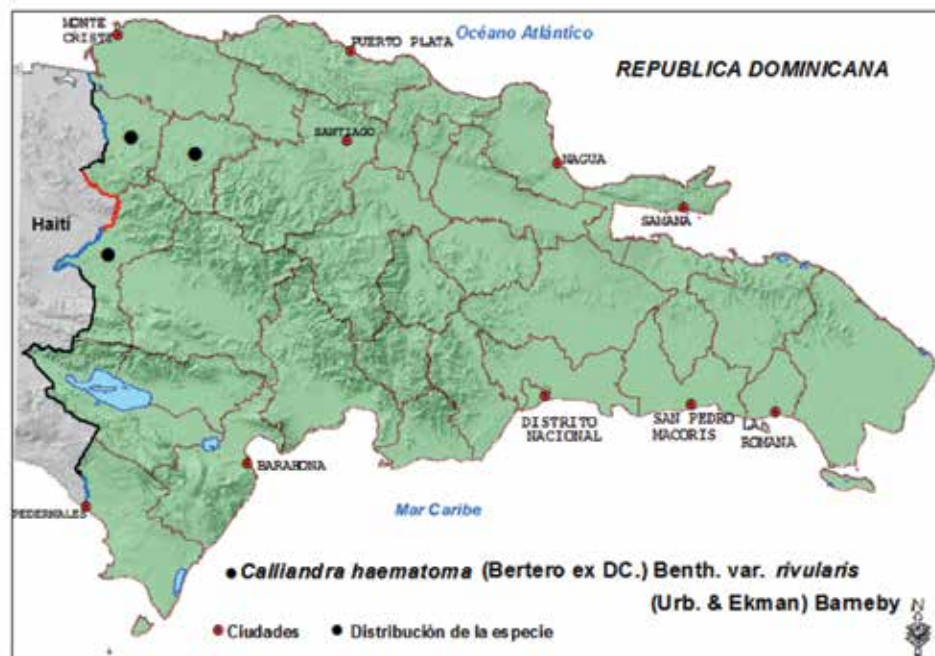 MONTE
CRISTI
PUERTO PLATA
Océano Atlántico
REPUBLICA DOMINICANA
SANTIAGO
NAGUA
SAMANA
Haití
DISTRITO
NACIONAL
SAN PEDRO
MACORIS
LA
ROMANA
BARAHONA
PEDERNALES
Mar Caribe
Calliandra haematoma (Bertero ex DC.) Benth. var. rivularis
(Urb. & Ekman) Barneby
N
Ciudades
Distribución de la especie